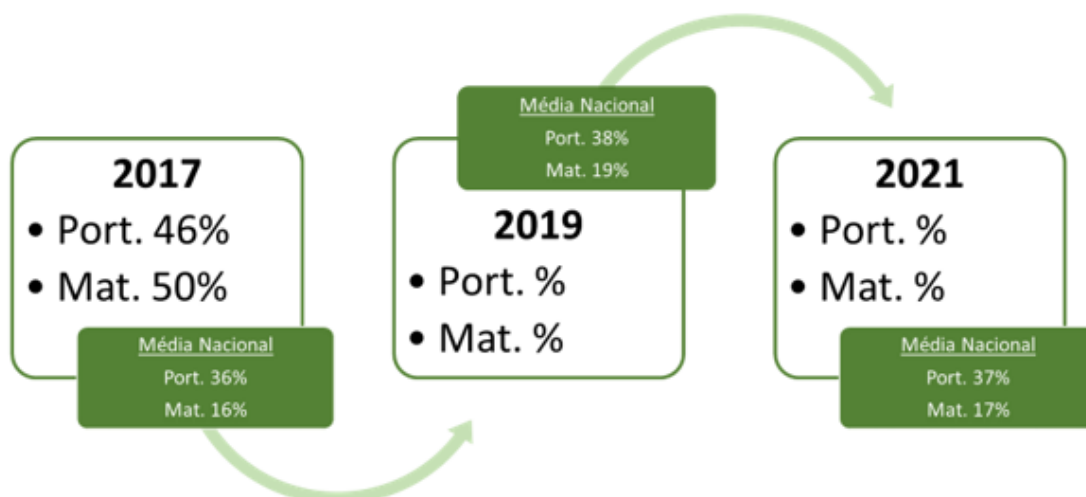 2017
• Port. 46%
• Mat. 50%
Média Nacional
Port. 36%
Mat. 16%
Média Nacional
Port. 38%
Mat. 19%
2019
• Port. %
• Mat. %
2021
• Port. %
• Mat. %
Média Nacional
Port. 37%
Mat. 17%